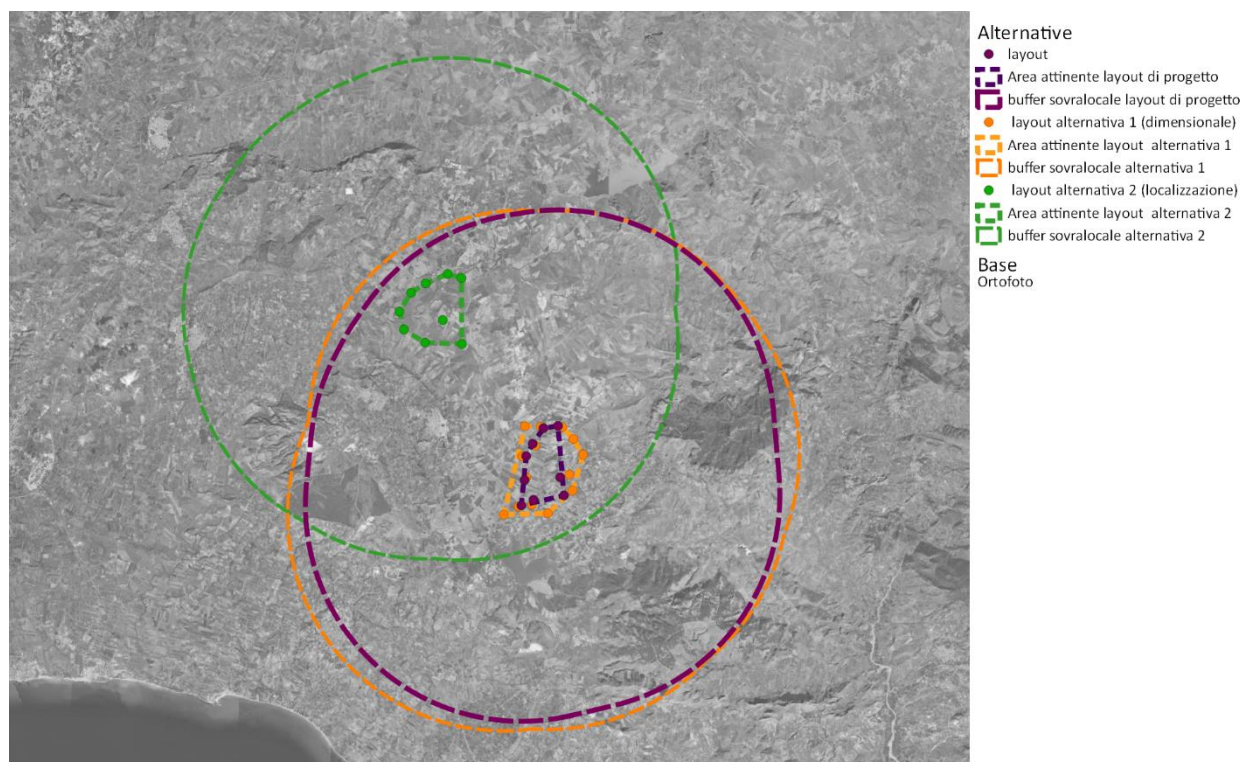 Alternative
layout
Area attinente layout di progetto
buffer sovralocale layout di progetto
layout alternativa 1 (dimensionale)
Area attinente layout alternativa 1
buffer sovralocale alternativa 1
layout alternativa 2 (localizzazione)
Area attinente layout alternativa 2
buffer sovralocale alternativa 2
Base
Ortofoto